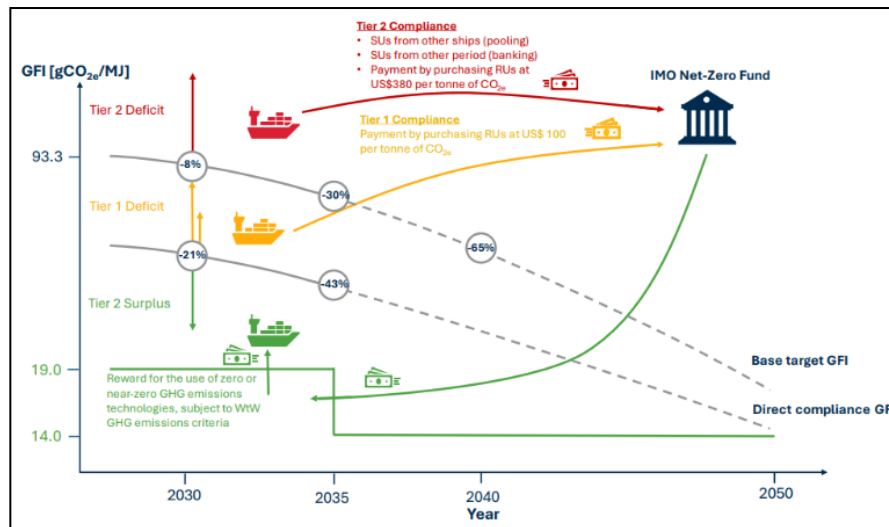 Tier 2 Compliance
• SUs from other ships (pooling)
• SUs from other period (banking)
• Payment by purchasing RUs at
US$380 per tonne of CO2e
GFI [gCO2e/MJ]
IMO Net-Zero Fund
Tier 2 Deficit
Tier 1 Compliance
Payment by purchasing RUs at US$ 100
per tonne of CO2e
93.3
-8%
-30%
Tier 1 Deficit
-21%
-65%
-43%
Tier 2 Surplus
19.0
Base target GFI
Reward for the use of zero or
near-zero GHG emissions
technologies, subject to WtW
GHG emissions criteria
Direct compliance GF
14.0
2030
2035
2040
2050
Year